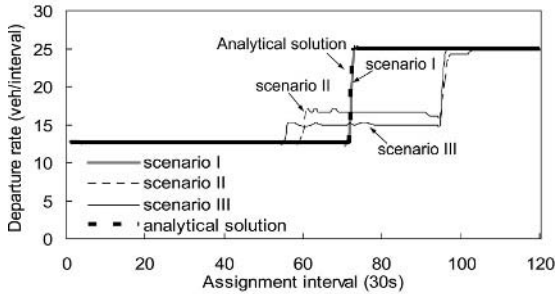 Departure rate (veh/interval)
30
25
20
15
10
5
0
Analytical solution
scenario I
scenario II
scenario III
scenario I
scenario II
scenario III
analytical solution
0 20 40 60 80 100 120
Assignment interval (30s)